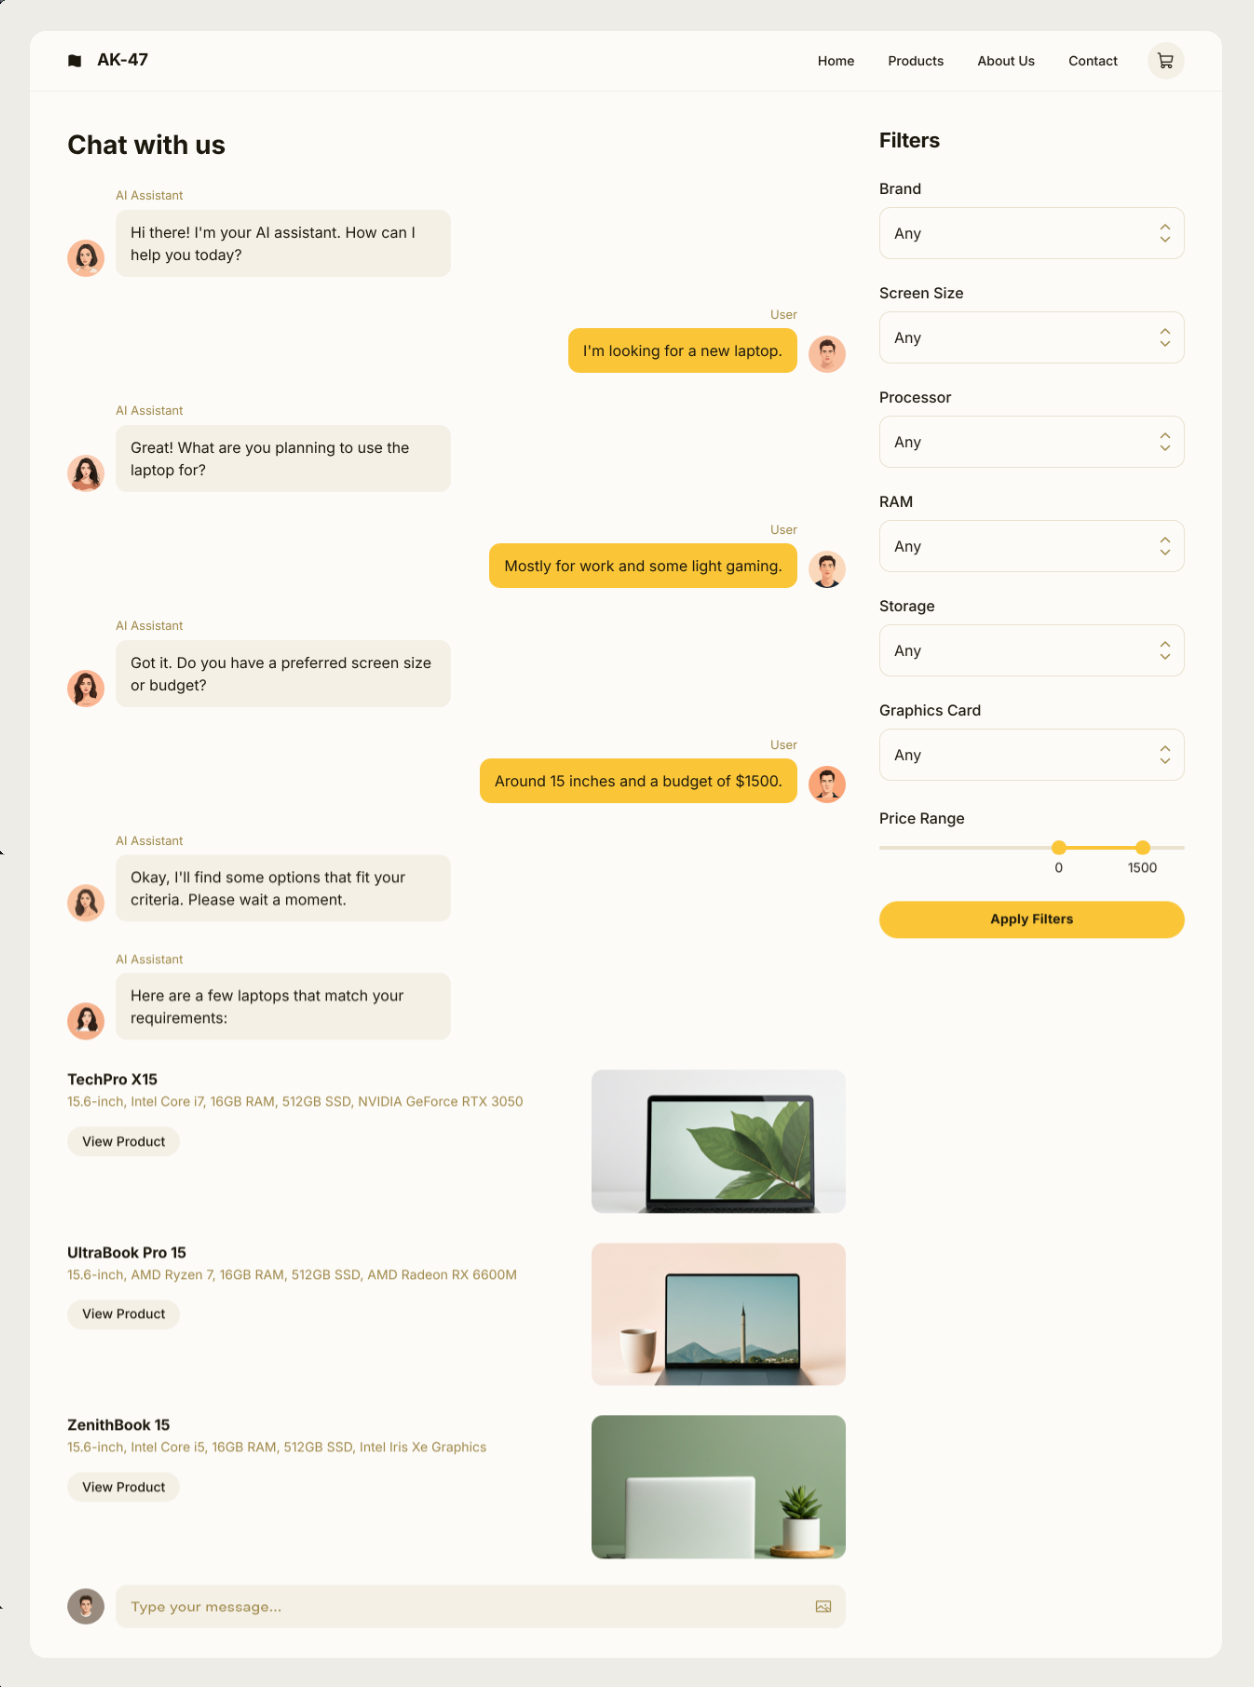 AK-47
Home
Products
About Us
Contact
Chat with us
AI Assistant
Hi there! I'm your AI assistant. How can I
help you today?
User
I'm looking for a new laptop.
AI Assistant
Great! What are you planning to use the
laptop for?
User
Mostly for work and some light gaming.
AI Assistant
Got it. Do you have a preferred screen size
or budget?
User
Around 15 inches and a budget of $1500.
AI Assistant
Okay, I'll find some options that fit your
criteria. Please wait a moment.
AI Assistant
Here are a few laptops that match your
requirements:
TechPro X15
15.6-inch, Intel Core i7, 16GB RAM, 512GB SSD, NVIDIA GeForce RTX 3050
View Product
UltraBook Pro 15
15.6-inch, AMD Ryzen 7, 16GB RAM, 512GB SSD, AMD Radeon RX 6600M
View Product
ZenithBook 15
15.6-inch, Intel Core i5, 16GB RAM, 512GB SSD, Intel Iris Xe Graphics
View Product
Type your message...
Filters
Brand
Any
Screen Size
Any
Processor
Any
RAM
Any
Storage
Any
Graphics Card
Any
Price Range
0
1500
Apply Filters